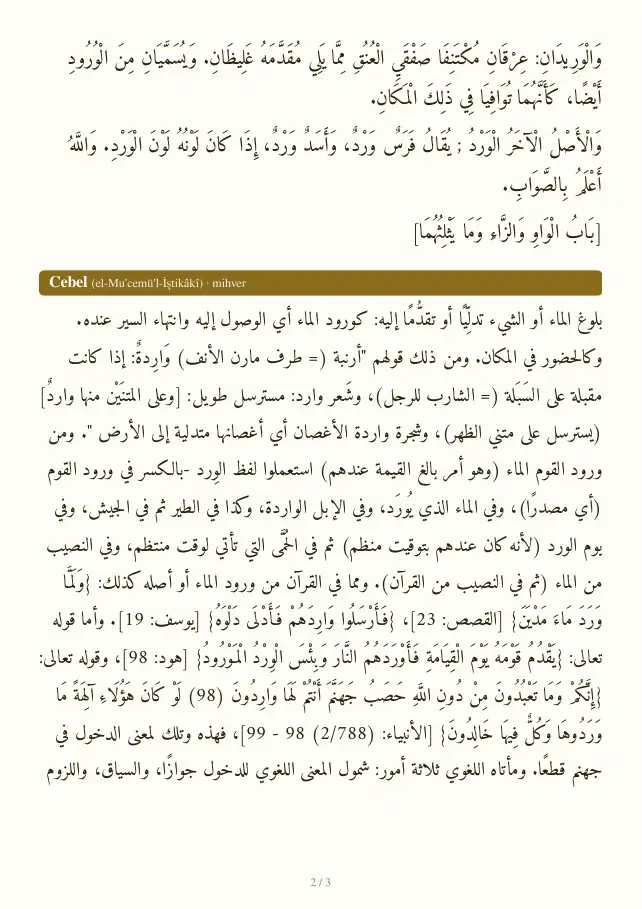 وَالْوَرِيدَانِ: عِرْقَانِ مُكْتَنِفَا صَفْقَيِ الْعُنُقِ مِمَّا يَلِي مُقَدَّمَهُ غَلِيظَانِ. وَيُسَمَّيَانِ مِنَ الْوُرُودِ
أَيْضًا، كَأَنَّهُمَا تُوَافِيَا فِي ذَلِكَ الْمَكَانِ.
وَالْأَصْلُ الْآخَرُ الْوَرْدُ ; يُقَالُ فَرَسٌ وَرْدٌ، وَأَسَدٌ وَرْدٌ، إِذَا كَانَ لَوْنُهُ لَوْنَ الْوَرْدِ. وَاللَّهُ
أَعْلَمُ بِالصَّوَابِ.
[بَابُ الْوَاوِ وَالزَّاءِ وَمَا يَثْلِثُهُمَا]
Cebel (el-Mu'cemü'l-İştikâkî) · mihver
بلوغ الماء أو الشيء تدلِّيًا أو تقدُّمًا إليه: كورود الماء أي الوصول إليه وانتهاء السير عنده.
وكالحضور في المكان. ومن ذلك قولهم "أرنبة (= طرف مارن الأنف) وَارِدةٌ: إذا كانت
مقبلة على السَبَلة (= الشارب للرجل)، وشَعر وارد: مسترسل طويل: [وعلى المتنَيْن منها واردٌ]
(يسترسل على متني الظهر)، وشجرة واردة الأغصان أي أغصانها متدلية إلى الأرض". ومن
ورود القوم الماء (وهو أمر بالغ القيمة عندهم) استعملوا لفظ الوِرد -بالكسر في ورود القوم
(أي مصدرًا)، وفي الماء الذي يُورَد، وفي الإبل الواردة، وكذا في الطير ثم في الجيش، وفي
يوم الورد (لأنه كان عندهم بتوقيت منظم) ثم في الحُمَّى التي تأتي لوقت منتظم، وفي النصيب
من الماء (ثم في النصيب من القرآن). ومما في القرآن من ورود الماء أو أصله كذلك: {وَلَمَّا
وَرَدَ مَاءَ مَدْيَنَ} [القصص: 23]، {فَأَرْسَلُوا وَارِدَهُمْ فَأَدْلَى دَلْوَهُ} [يوسف: 19]. وأما قوله
تعالى: {يَقْدُمُ قَوْمَهُ يَوْمَ الْقِيَامَةِ فَأَوْرَدَهُمُ النَّارَ وَبِئْسَ الْوِرْدُ الْمَوْرُودُ} [هود: 98]، وقوله تعالى:
{إِنَّكُمْ وَمَا تَعْبُدُونَ مِنْ دُونِ اللَّهِ حَصَبُ جَهَنَّمَ أَنْتُمْ لَهَا وَارِدُونَ (98) لَوْ كَانَ هَؤُلَاءِ آلِهَةً مَا
وَرَدُوهَا وَكُلٌّ فِيهَا خَالِدُونَ} [الأنبياء: (2/788) 98 - 99]، فهذه وتلك لمعنى الدخول في
جهنم قطعًا. ومأتاه اللغوي ثلاثة أمور: شمول المعنى اللغوي للدخول جوازًا، والسياق، واللزوم
2 / 3